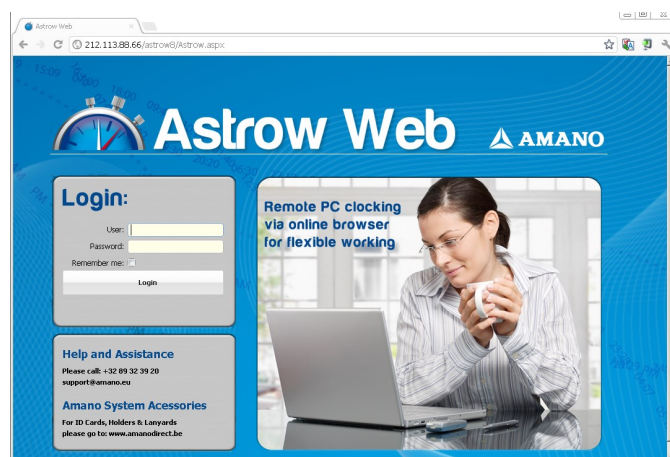 Astrow Web
212.113.88.66/astrow8/Astrow.aspx
Astrow Web
AMANO
Login:
User:
Password:
Remember me:
Login
Remote PC clocking
via online browser
for flexible working
Help and Assistance
Please call: +32 89 32 39 20
support@amano.eu
Amano System Acessories
For ID Cards, Holders & Lanyards
please go to: www.amanodirect.be